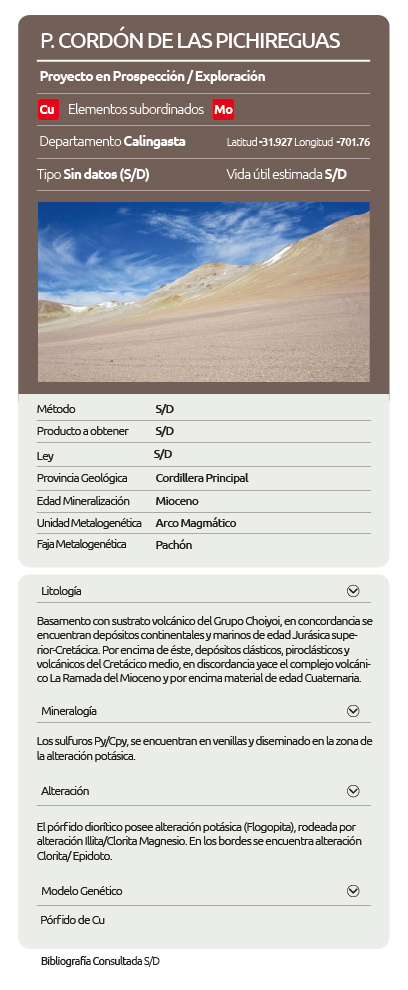 P. CORDÓN DE LAS PICHIREGUAS
Proyecto en Prospección / Exploración
Cu Elementos subordinados Mo
Departamento Calingasta Latitud -31.927 Longitud -701.76
Tipo Sin datos (S/D) Vida útil estimada S/D
Método S/D
Producto a obtener S/D
Ley S/D
Provincia Geológica Cordillera Principal
Edad Mineralización Mioceno
Unidad Metalogenética Arco Magmático
Faja Metalogenética Pachón
Litología
Basamento con sustrato volcánico del Grupo Choiyoi, en concordancia se
encuentran depósitos continentales y marinos de edad Jurásica supe-
rior-Cretácica. Por encima de éste, depósitos clásticos, piroclásticos y
volcánicos del Cretácico medio, en discordancia yace el complejo volcáni-
co La Ramada del Mioceno y por encima material de edad Cuaternaria.
Mineralogía
Los sulfuros Py/Cpy, se encuentran en venillas y diseminado en la zona de
la alteración potásica.
Alteración
El pórfido diorítico posee alteración potásica (Flogopita), rodeada por
alteración Illita/Clorita Magnesio. En los bordes se encuentra alteración
Clorita/ Epidoto.
Modelo Genético
Pórfido de Cu
Bibliografía Consultada S/D